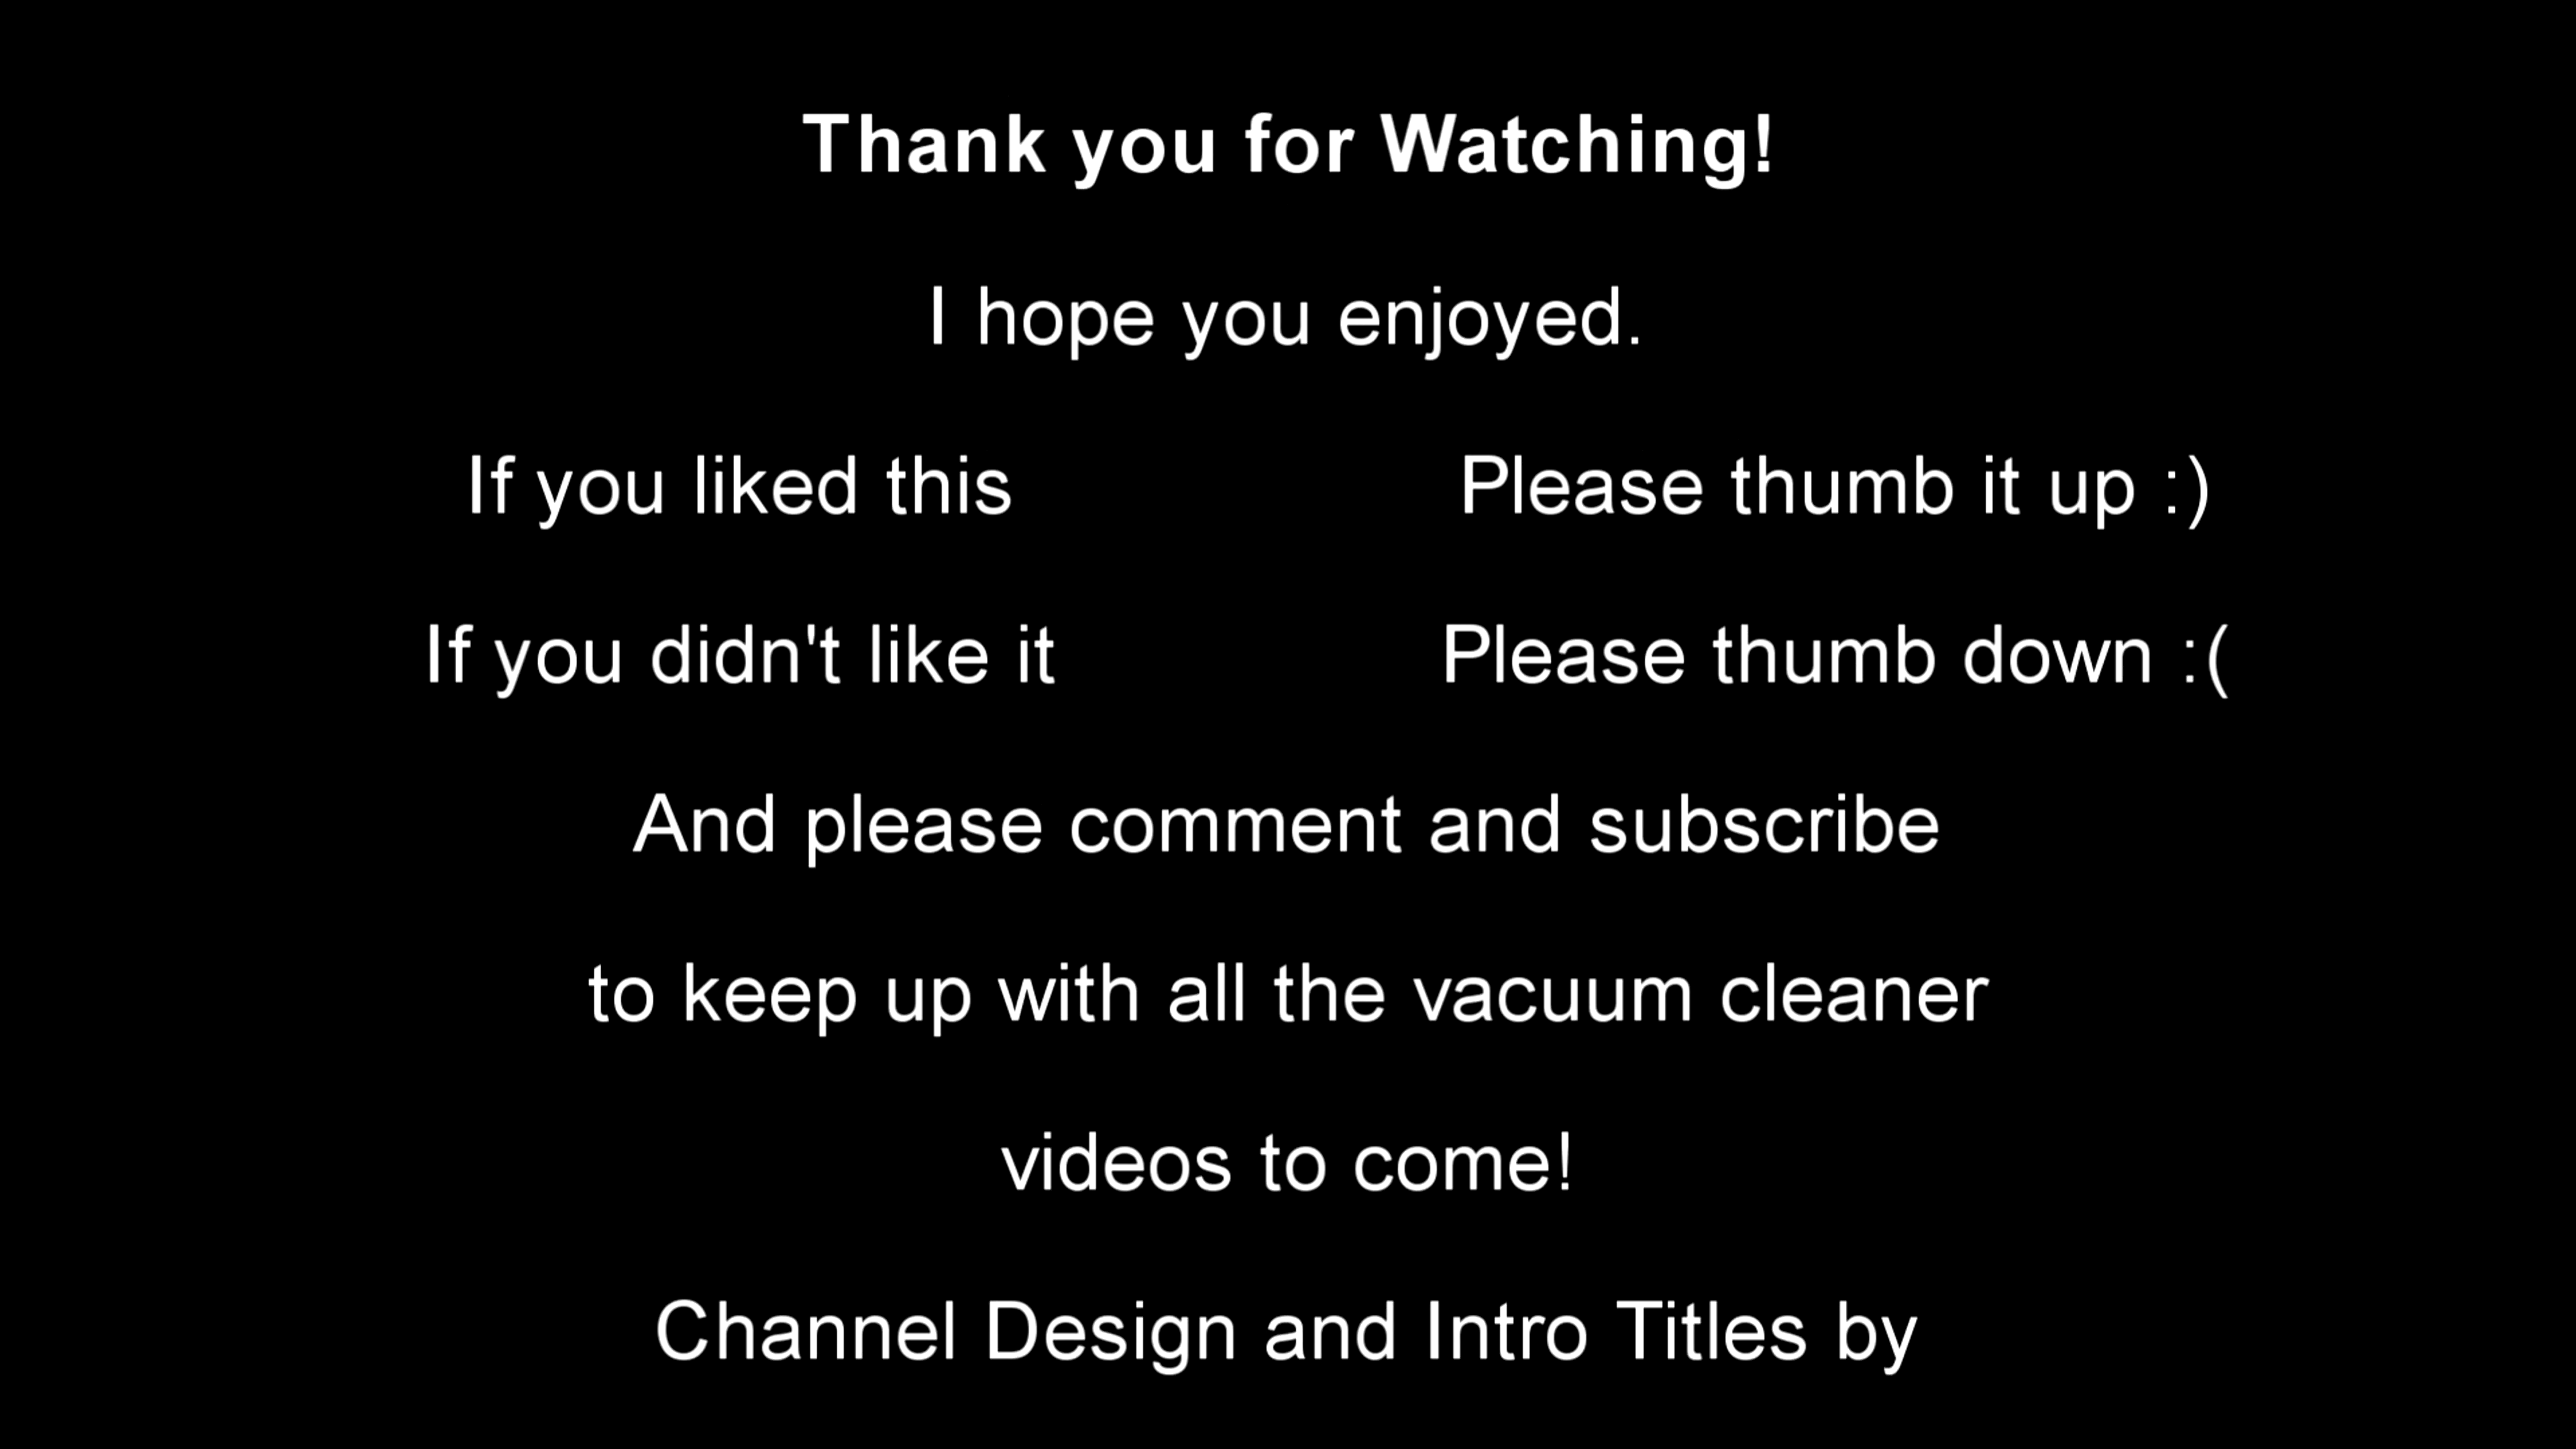 Thank you for Watching!
I hope you enjoyed.
If you liked this Please thumb it up :)
If you didn't like it Please thumb down :(
And please comment and subscribe
to keep up with all the vacuum cleaner
videos to come!
Channel Design and Intro Titles by